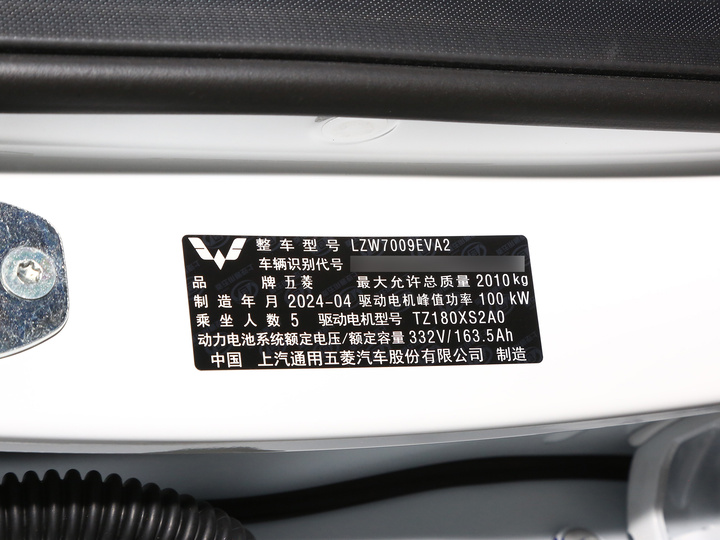 整车型号 LZW7009EVA2
车辆识别代号
品牌 五菱 最大允许总质量 2010kg
制造年月 2024-04 驱动电机峰值功率 100 kW
乘坐人数 5 驱动电机型号 TZ180XS2A0
动力电池系统额定电压/额定容量 332V/163.5Ah
中国 上汽通用五菱汽车股份有限公司 制造